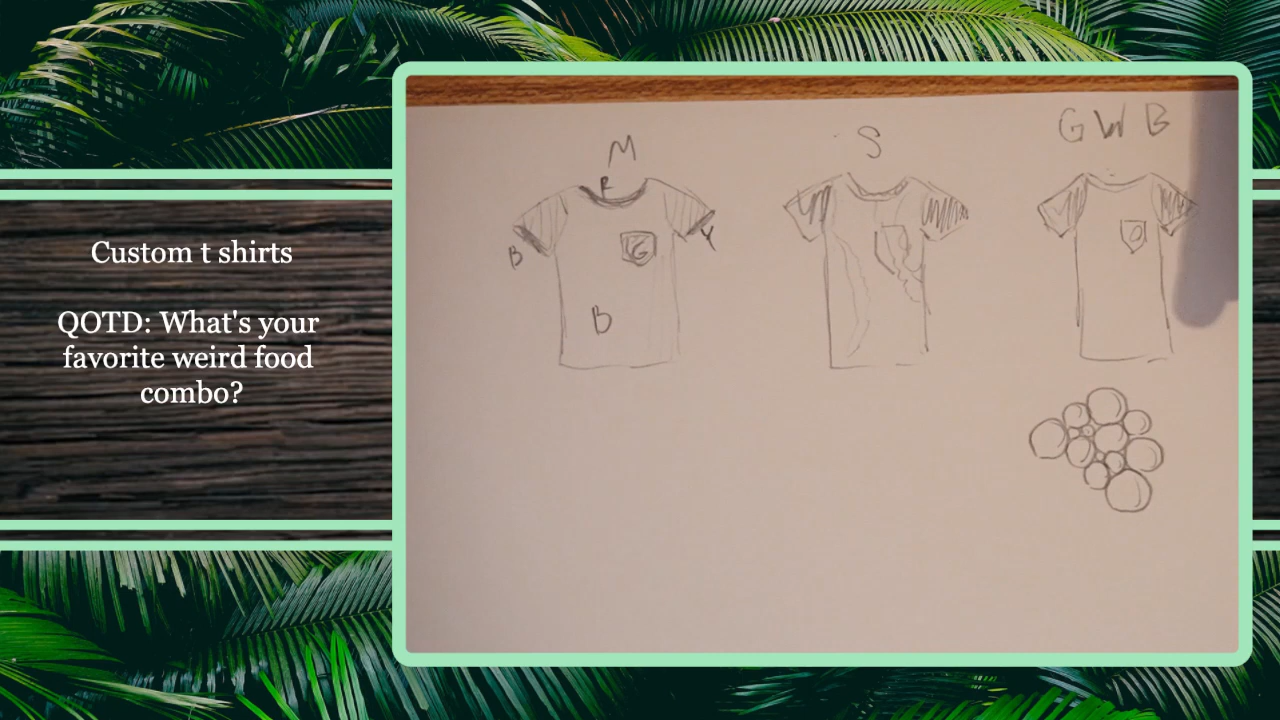 Custom t shirts
QOTD: What's your
favorite weird food
combo?
M
S
G W B
R
G
B
Y
B